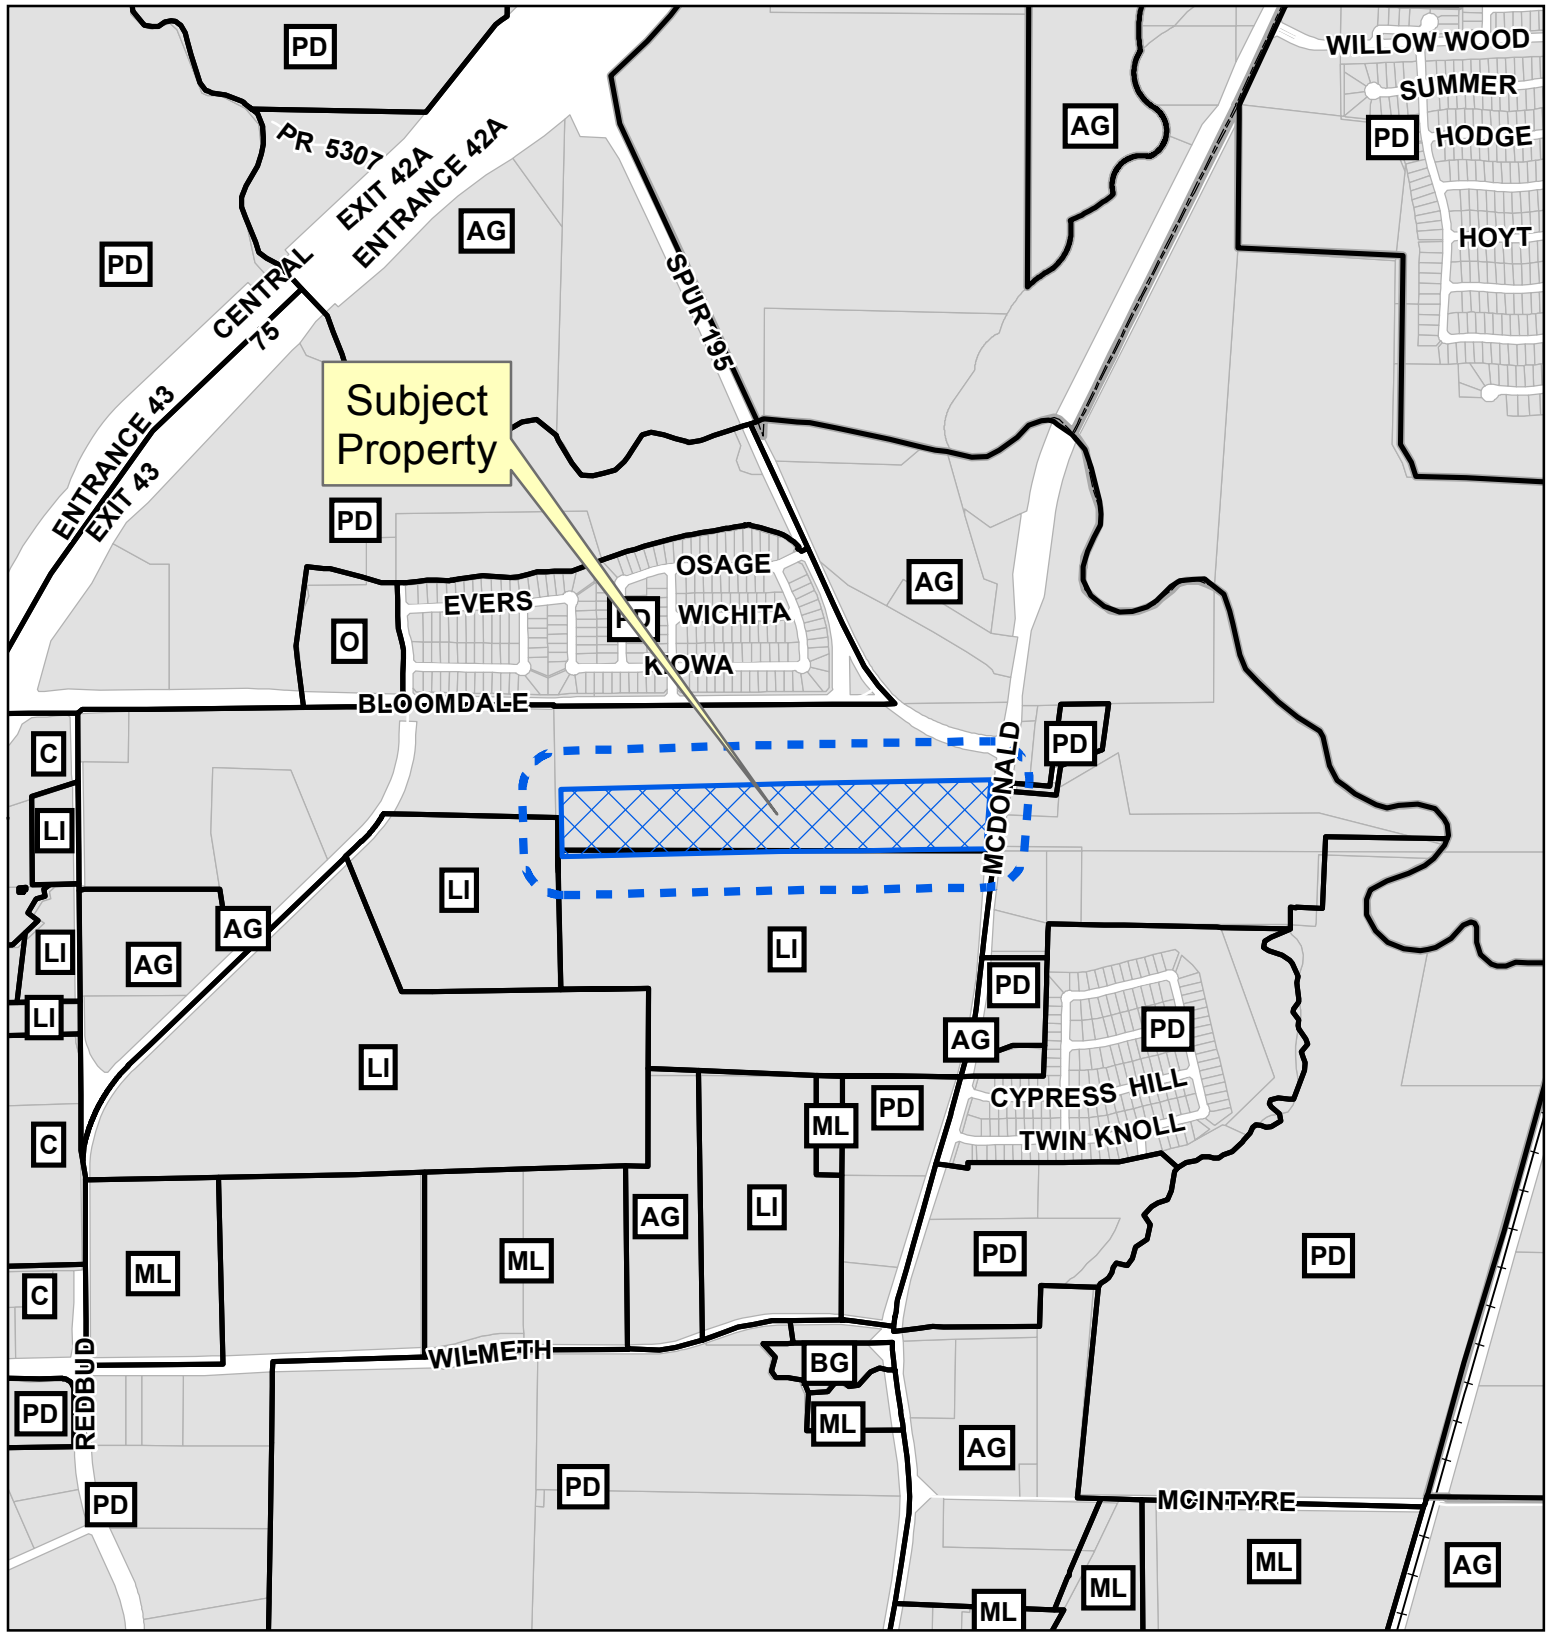 PD
WILLOW WOOD
SUMMER
AG
PD
HODGE
PR 5307
EXIT 42A
ENTRANCE 42A
AG
HOYT
PD
CENTRAL
75
SPUR 195
Subject
Property
ENTRANCE 43
EXIT 43
PD
OSAGE
AG
EVERS
PD
WICHITA
O
KIOWA
BLOOMDALE
C
PD
MCDONALD
LI
LI
AG
LI
AG
LI
LI
PD
LI
PD
AG
LI
CYPRESS HILL
PD
ML
TWIN KNOLL
C
LI
AG
PD
PD
ML
ML
C
WILMETH
BG
REDBUD
PD
ML
AG
PD
PD
MCINTYRE
ML
AG
ML
ML